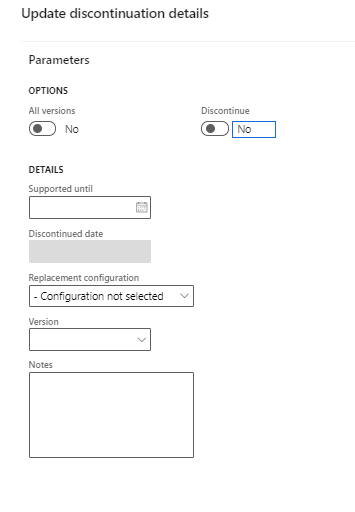 Update discontinuation details
Parameters
OPTIONS
All versions
Discontinue
No
No
DETAILS
Supported until
Discontinued date
Replacement configuration
- Configuration not selected
Version
Notes